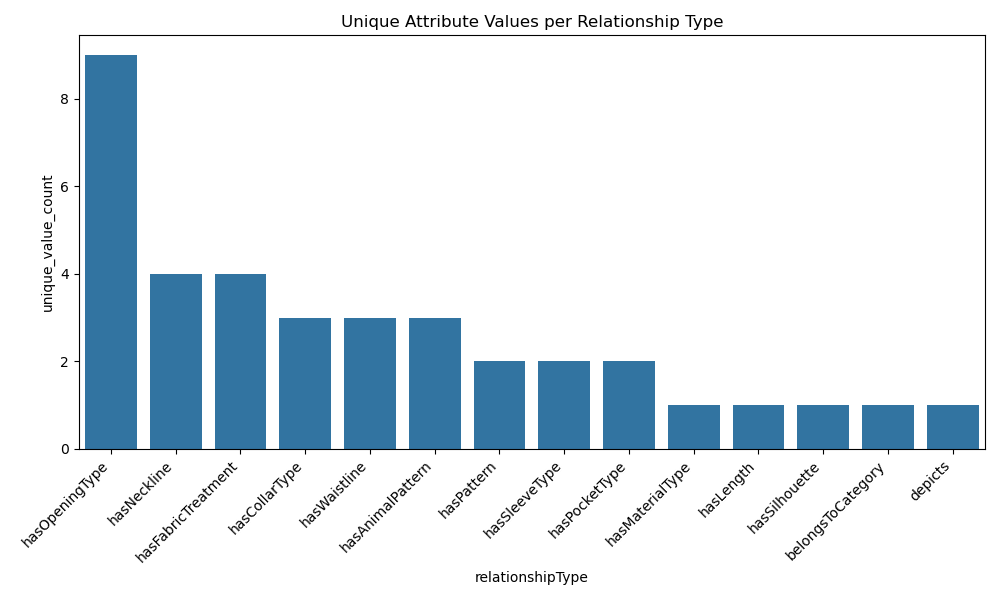 Unique Attribute Values per Relationship Type
unique_value_count
8
6
4
2
0
hasOpeningType
hasNeckline
hasFabricTreatment
hasCollarType
hasWaistline
hasAnimalPattern
hasPattern
hasSleeveType
hasPocketType
hasMaterialType
hasLength
hasSilhouette
belongsToCategory
depicts
relationshipType